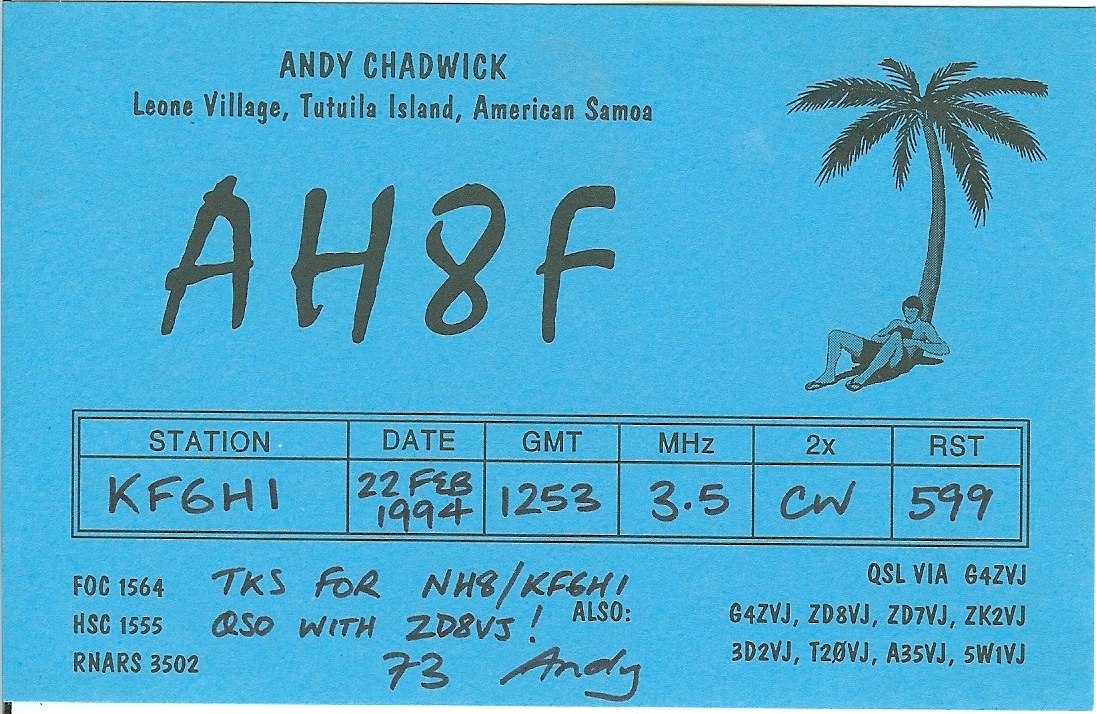 ANDY CHADWICK
Leone Village, Tutuila Island, American Samoa
AH8F
STATION DATE GMT MHz 2x RST
KF6HI 22 FEB 1994 1253 3.5 CW 599
FOC 1564
HSC 1555
RNARS 3502
TKS FOR NH8/KF6HI
QSO WITH ZD8VJ!
73 Andy
QSL VIA G4ZVJ
ALSO: G4ZVJ, ZD8VJ, ZD7VJ, ZK2VJ
3D2VJ, T2ØVJ, A35VJ, 5W1VJ